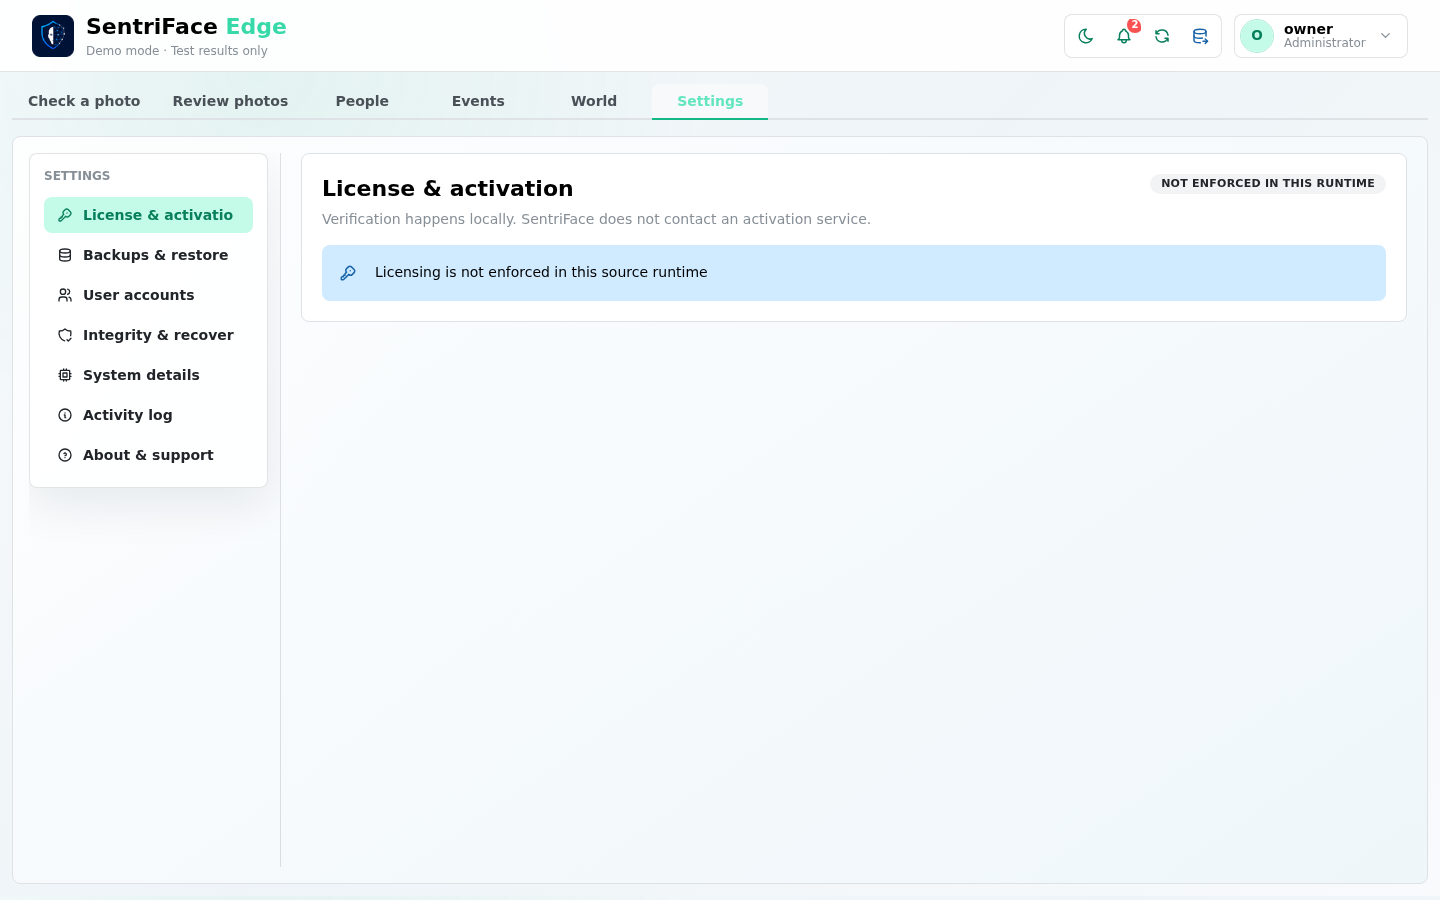 SentriFace Edge
Demo mode · Test results only
2
O
owner
Administrator
Check a photo
Review photos
People
Events
World
Settings
SETTINGS
License & activatio
Backups & restore
User accounts
Integrity & recover
System details
Activity log
About & support
License & activation
NOT ENFORCED IN THIS RUNTIME
Verification happens locally. SentriFace does not contact an activation service.
Licensing is not enforced in this source runtime